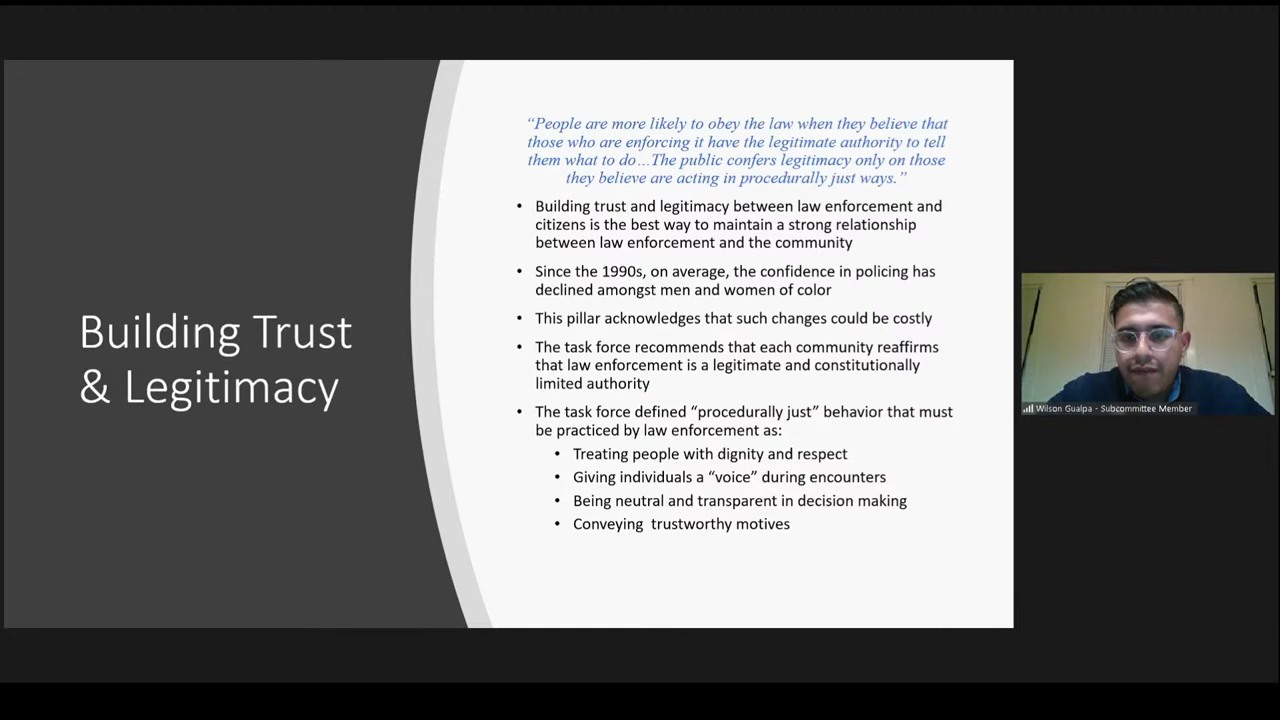 Building Trust
& Legitimacy
“People are more likely to obey the law when they believe that
those who are enforcing it have the legitimate authority to tell
them what to do…The public confers legitimacy only on those
they believe are acting in procedurally just ways.”
• Building trust and legitimacy between law enforcement and
citizens is the best way to maintain a strong relationship
between law enforcement and the community
• Since the 1990s, on average, the confidence in policing has
declined amongst men and women of color
• This pillar acknowledges that such changes could be costly
• The task force recommends that each community reaffirms
that law enforcement is a legitimate and constitutionally
limited authority
• The task force defined “procedurally just” behavior that must
be practiced by law enforcement as:
• Treating people with dignity and respect
• Giving individuals a “voice” during encounters
• Being neutral and transparent in decision making
• Conveying  trustworthy motives
Wilson Gualpa - Subcommittee Member